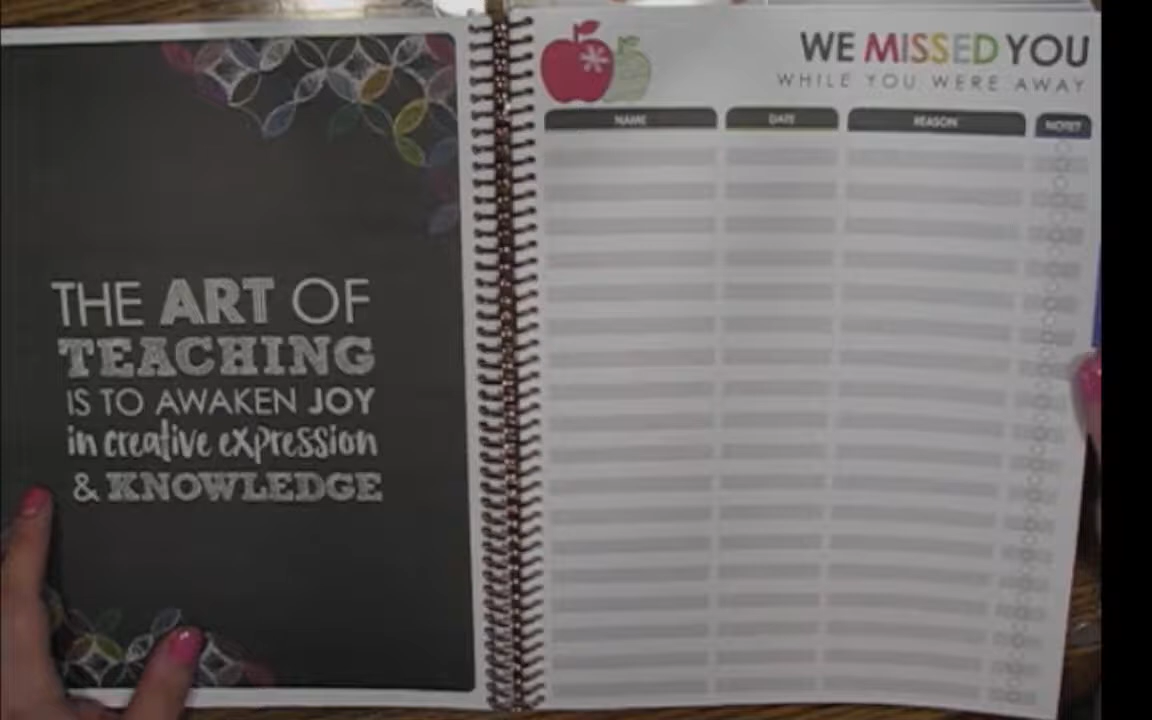 THE ART OF
TEACHING
IS TO AWAKEN JOY
in creative expression
& KNOWLEDGE
WE MISSED YOU
WHILE YOU WERE AWAY
NAME DATE REASON NOTE?